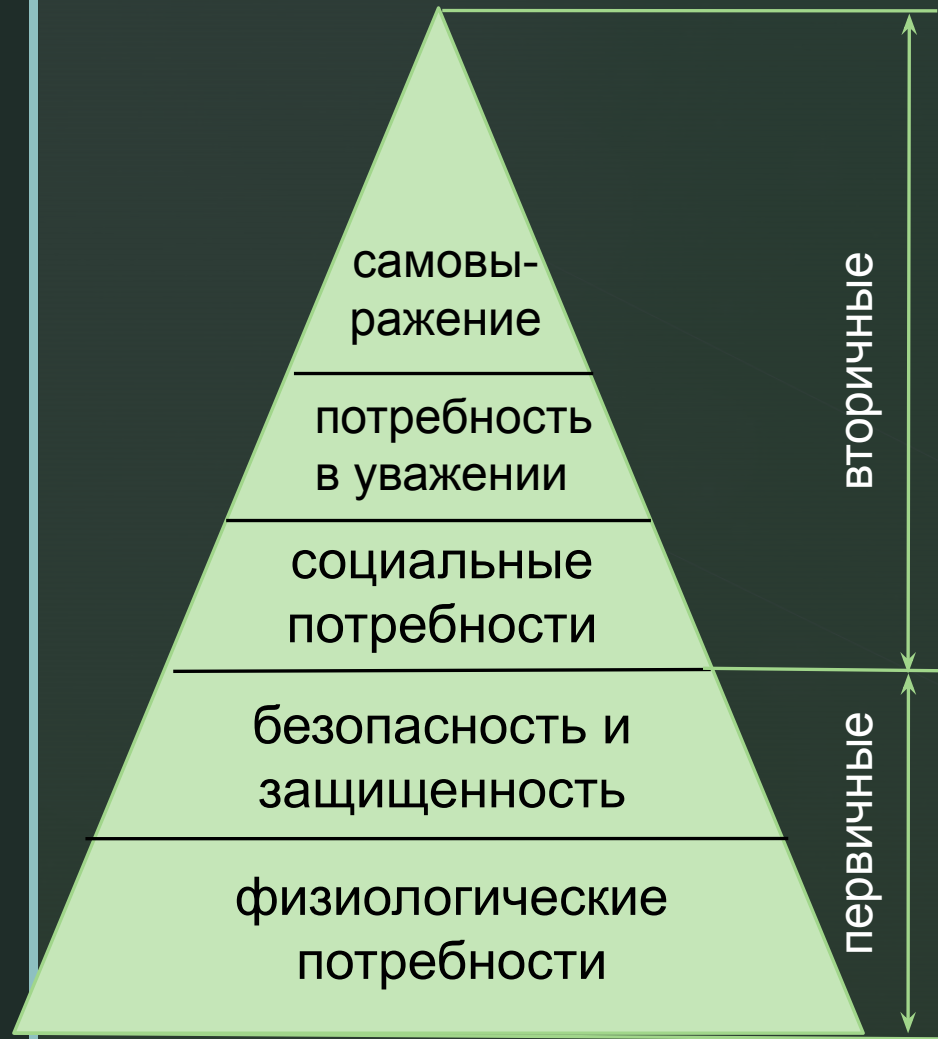 самовы-
ражение
потребность
в уважении
социальные
потребности
безопасность и
защищенность
физиологические
потребности
вторичные
первичные